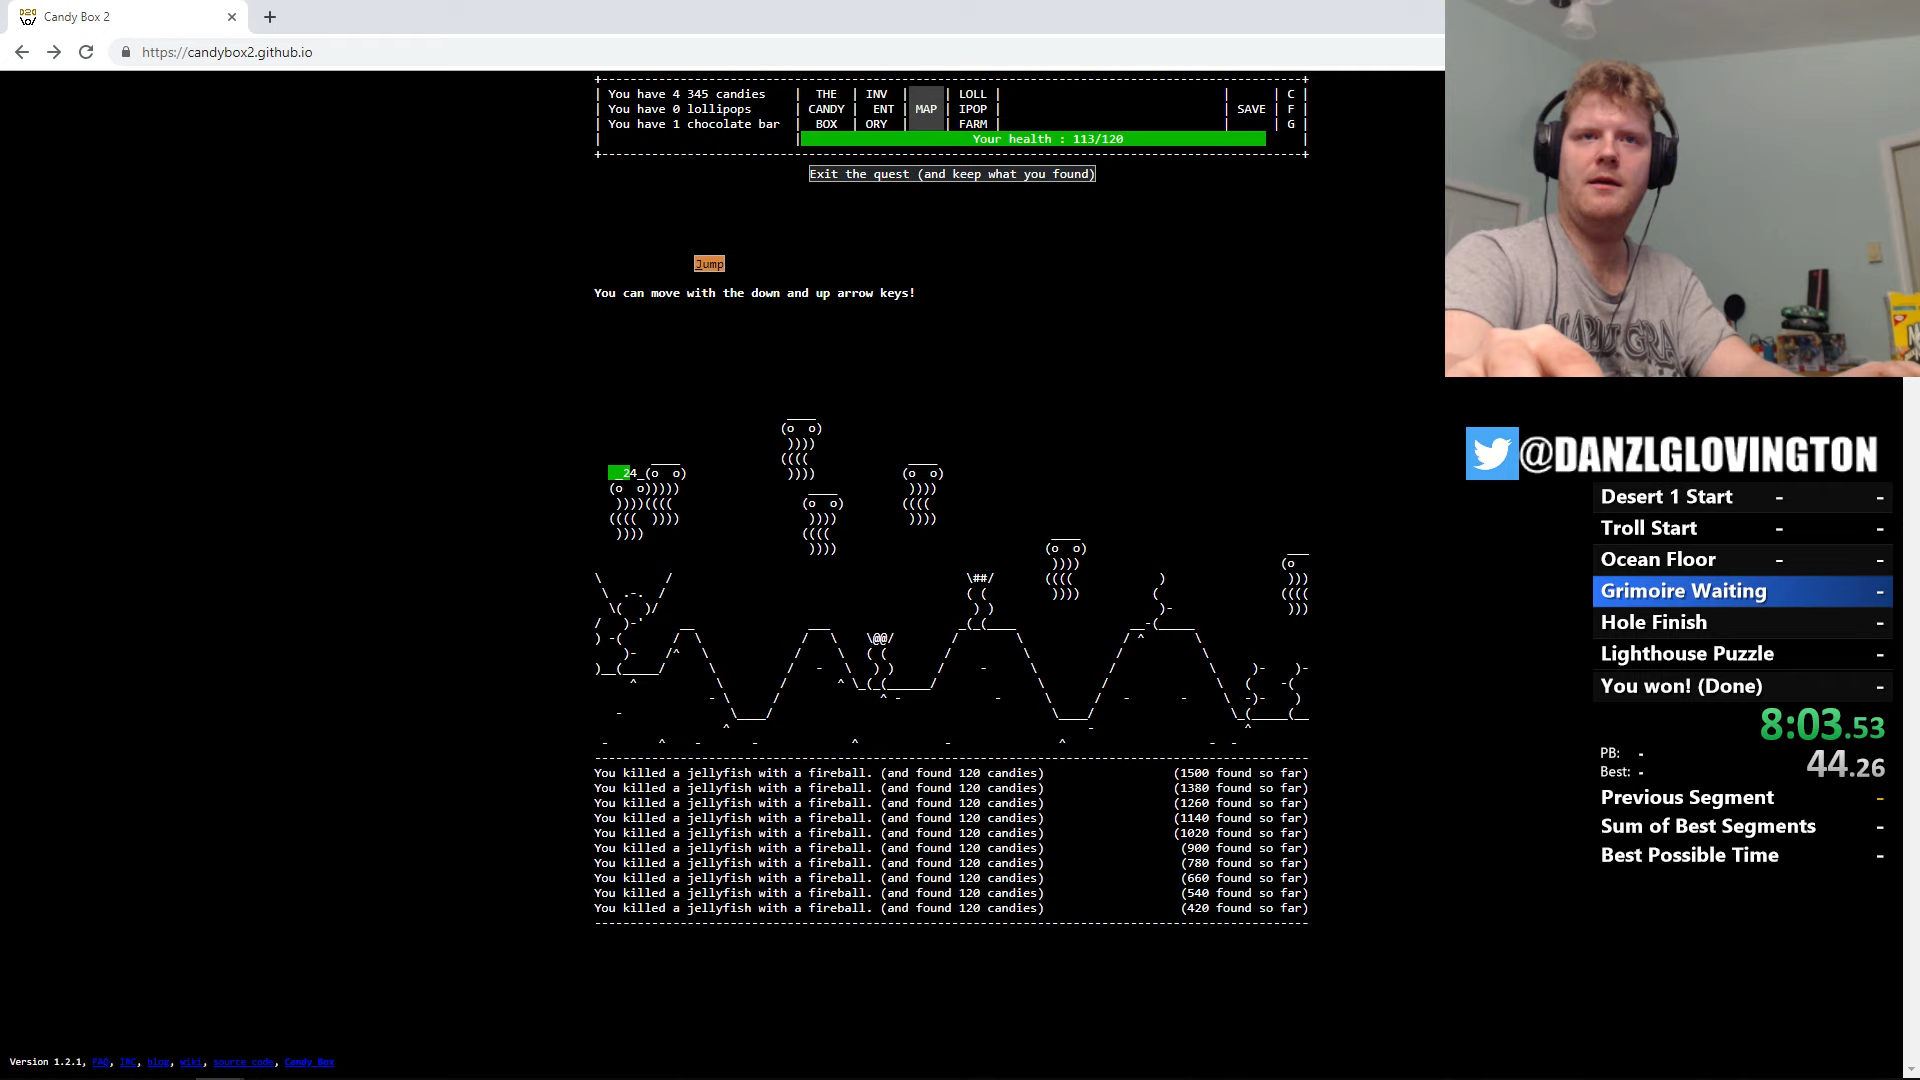 Candy Box 2
https://candybox2.github.io
You have 4 345 candies | THE | INV | | LOLL | | | C |
You have 0 lollipops | CANDY | ENT | MAP | IPOP | | SAVE | F |
You have 1 chocolate bar | BOX | ORY | | FARM | | | G |
Your health : 113/120
Exit the quest (and keep what you found)
Jump
You can move with the down and up arrow keys!
24
You killed a jellyfish with a fireball. (and found 120 candies) (1500 found so far)
You killed a jellyfish with a fireball. (and found 120 candies) (1380 found so far)
You killed a jellyfish with a fireball. (and found 120 candies) (1260 found so far)
You killed a jellyfish with a fireball. (and found 120 candies) (1140 found so far)
You killed a jellyfish with a fireball. (and found 120 candies) (1020 found so far)
You killed a jellyfish with a fireball. (and found 120 candies) (900 found so far)
You killed a jellyfish with a fireball. (and found 120 candies) (780 found so far)
You killed a jellyfish with a fireball. (and found 120 candies) (660 found so far)
You killed a jellyfish with a fireball. (and found 120 candies) (540 found so far)
You killed a jellyfish with a fireball. (and found 120 candies) (420 found so far)
Version 1.2.1, FAQ, IRC, blog, wiki, source code, Candy Box
@DANZLGLOVINGTON
Desert 1 Start - -
Troll Start - -
Ocean Floor - -
Grimoire Waiting -
Hole Finish -
Lighthouse Puzzle -
You won! (Done) -
8:03.53
PB: -
Best: -
44.26
Previous Segment -
Sum of Best Segments -
Best Possible Time -